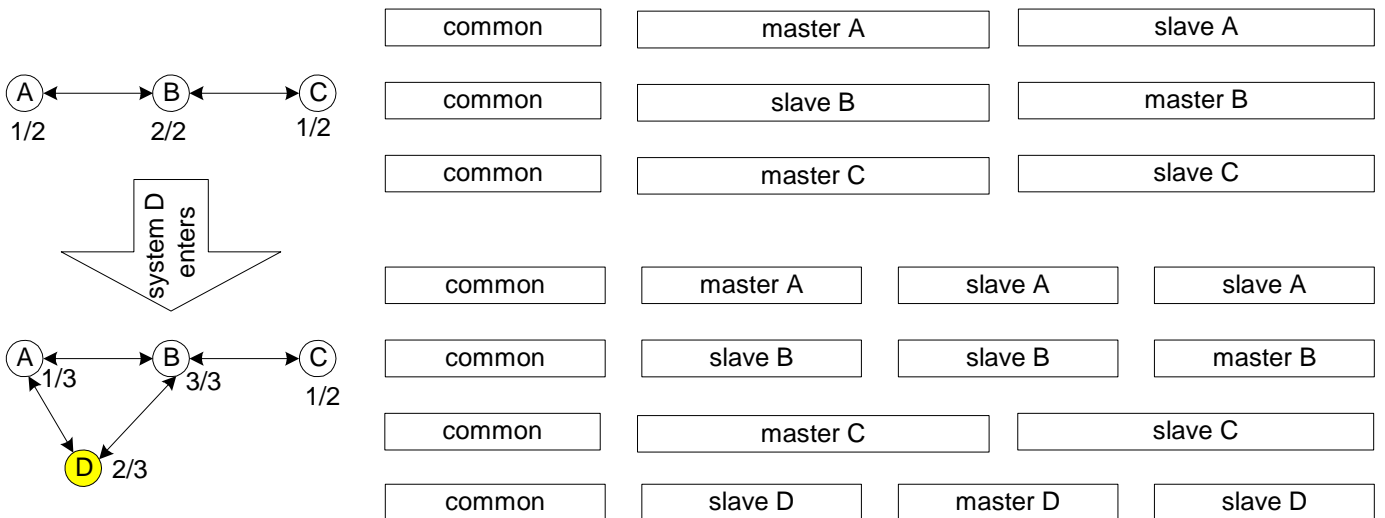 common master A slave A
A B C
1/2 2/2 1/2
common slave B master B
common master C slave C
system D
enters
common master A slave A slave A
A B C
1/3 3/3 1/2
common slave B slave B master B
common master C slave C
D 2/3
common slave D master D slave D